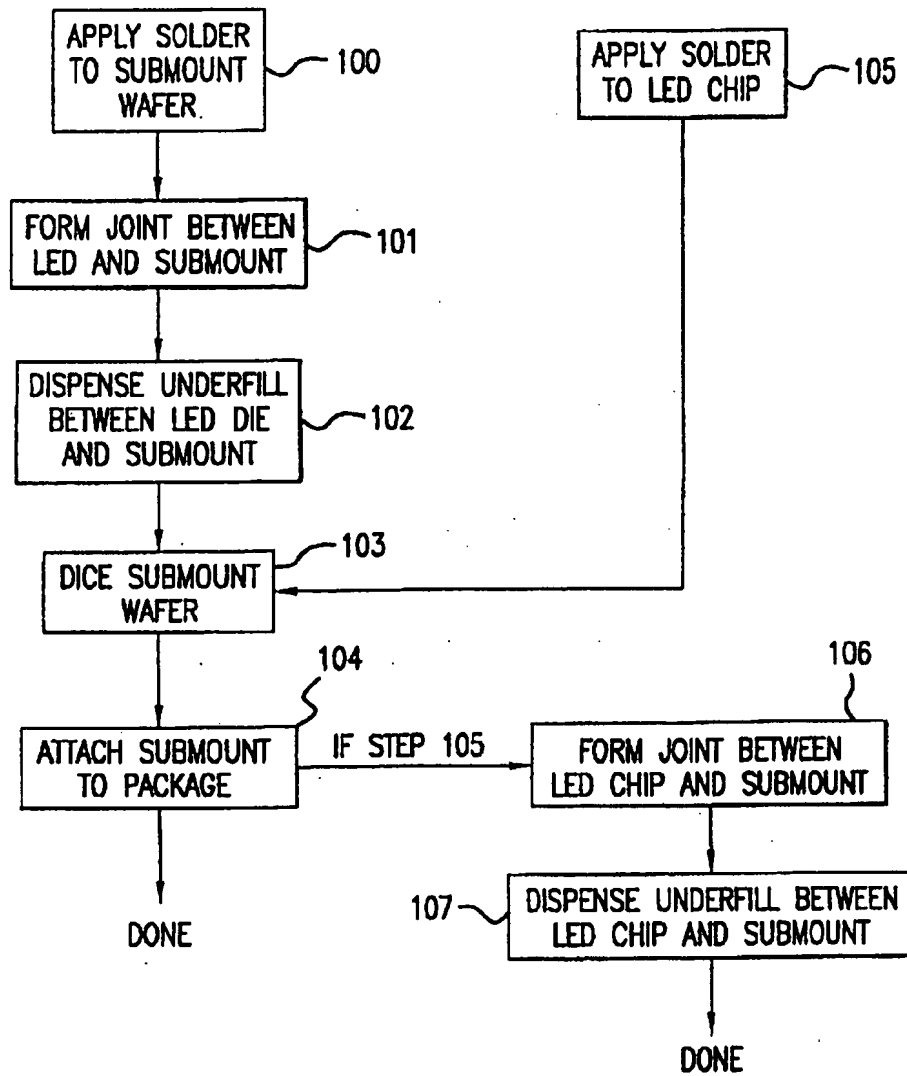 APPLY SOLDER
TO SUBMOUNT
WAFER
100
APPLY SOLDER
TO LED CHIP
105
FORM JOINT BETWEEN
LED AND SUBMOUNT
101
DISPENSE UNDERFILL
BETWEEN LED DIE
AND SUBMOUNT
102
DICE SUBMOUNT
WAFER
103
ATTACH SUBMOUNT
TO PACKAGE
104
IF STEP 105
FORM JOINT BETWEEN
LED CHIP AND SUBMOUNT
106
DONE
DISPENSE UNDERFILL BETWEEN
LED CHIP AND SUBMOUNT
107
DONE